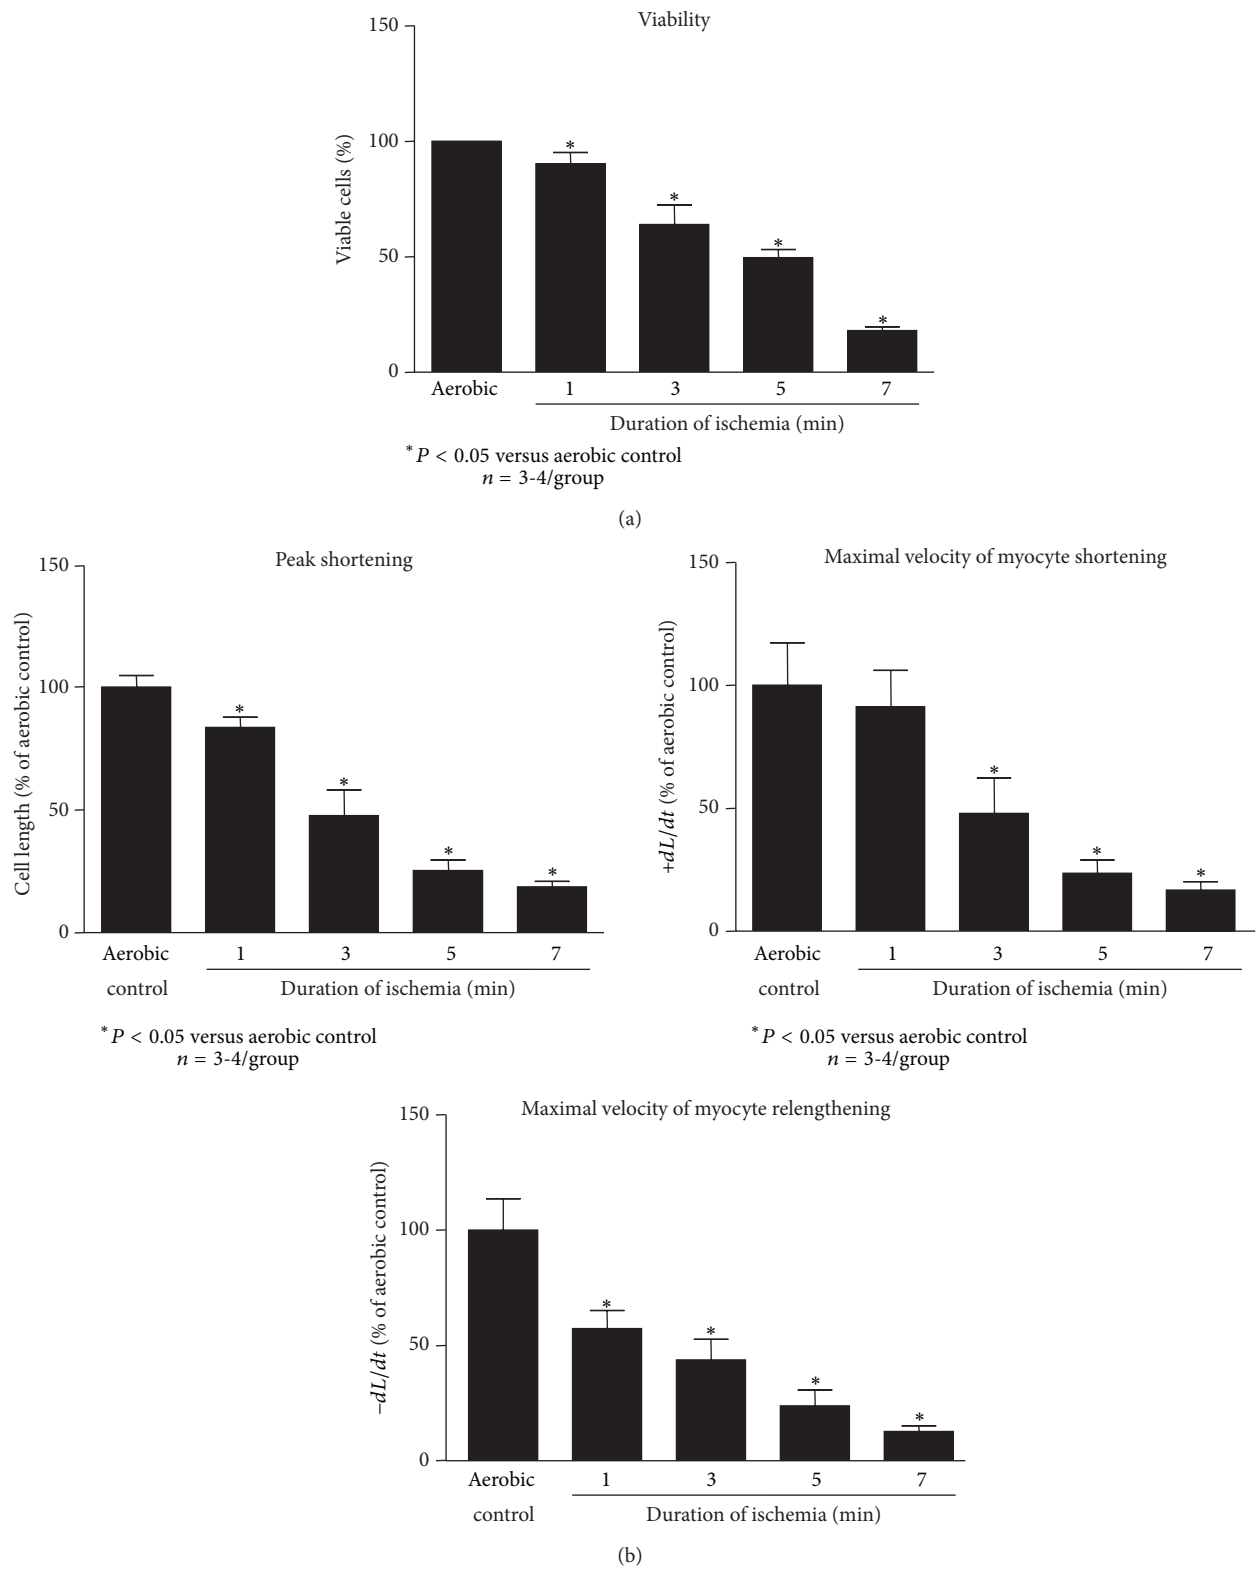 Viability
Viable cells (%)
150
100
50
0
*
*
*
*
Aerobic 1 3 5 7
Duration of ischemia (min)
* P < 0.05 versus aerobic control
n = 3-4/group
(a)
Peak shortening
Cell length (% of aerobic control)
150
100
50
0
*
*
*
*
Aerobic 1 3 5 7
control Duration of ischemia (min)
* P < 0.05 versus aerobic control
n = 3-4/group
Maximal velocity of myocyte shortening
+dL/dt (% of aerobic control)
150
100
50
0
*
*
*
Aerobic 1 3 5 7
control Duration of ischemia (min)
* P < 0.05 versus aerobic control
n = 3-4/group
Maximal velocity of myocyte relengthening
−dL/dt (% of aerobic control)
150
100
50
0
*
*
*
*
Aerobic 1 3 5 7
control Duration of ischemia (min)
(b)